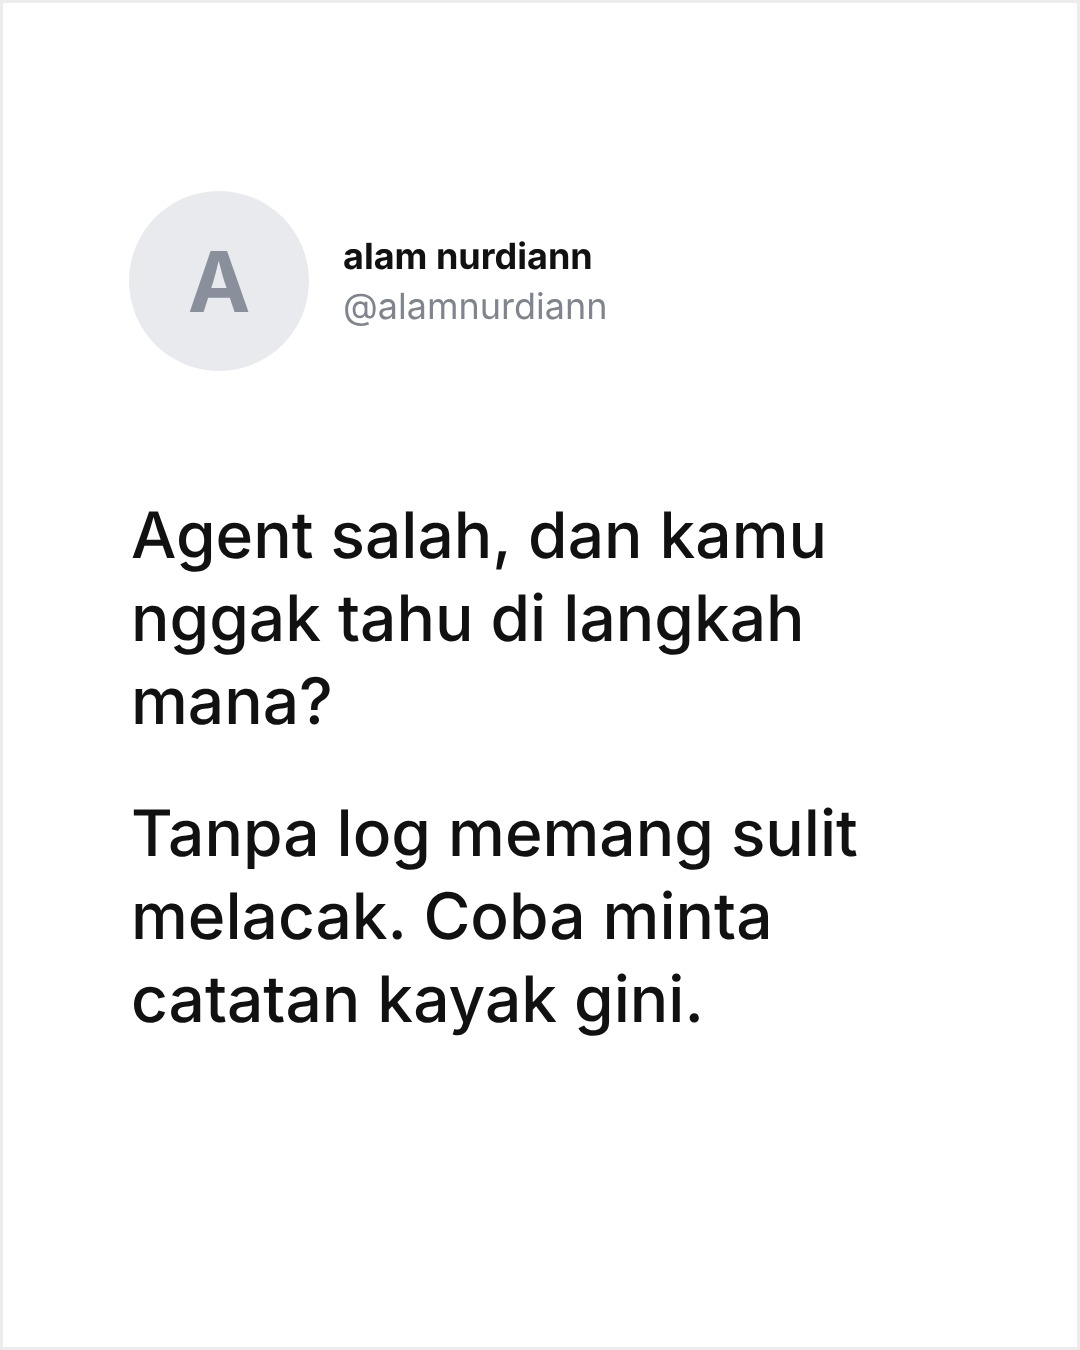 A
alam nurdiann
@alamnurdiann
Agent salah, dan kamu
nggak tahu di langkah
mana?
Tanpa log memang sulit
melacak. Coba minta
catatan kayak gini.